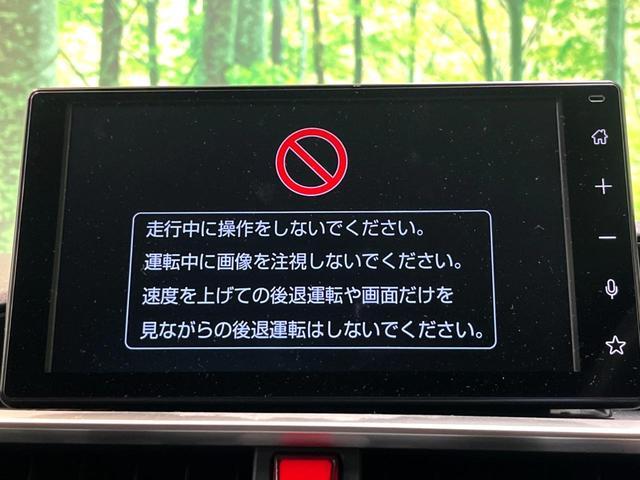 走行中に操作をしないでください。
運転中に画像を注視しないでください。
速度を上げての後退運転や画面だけを
見ながらの後退運転はしないでください。